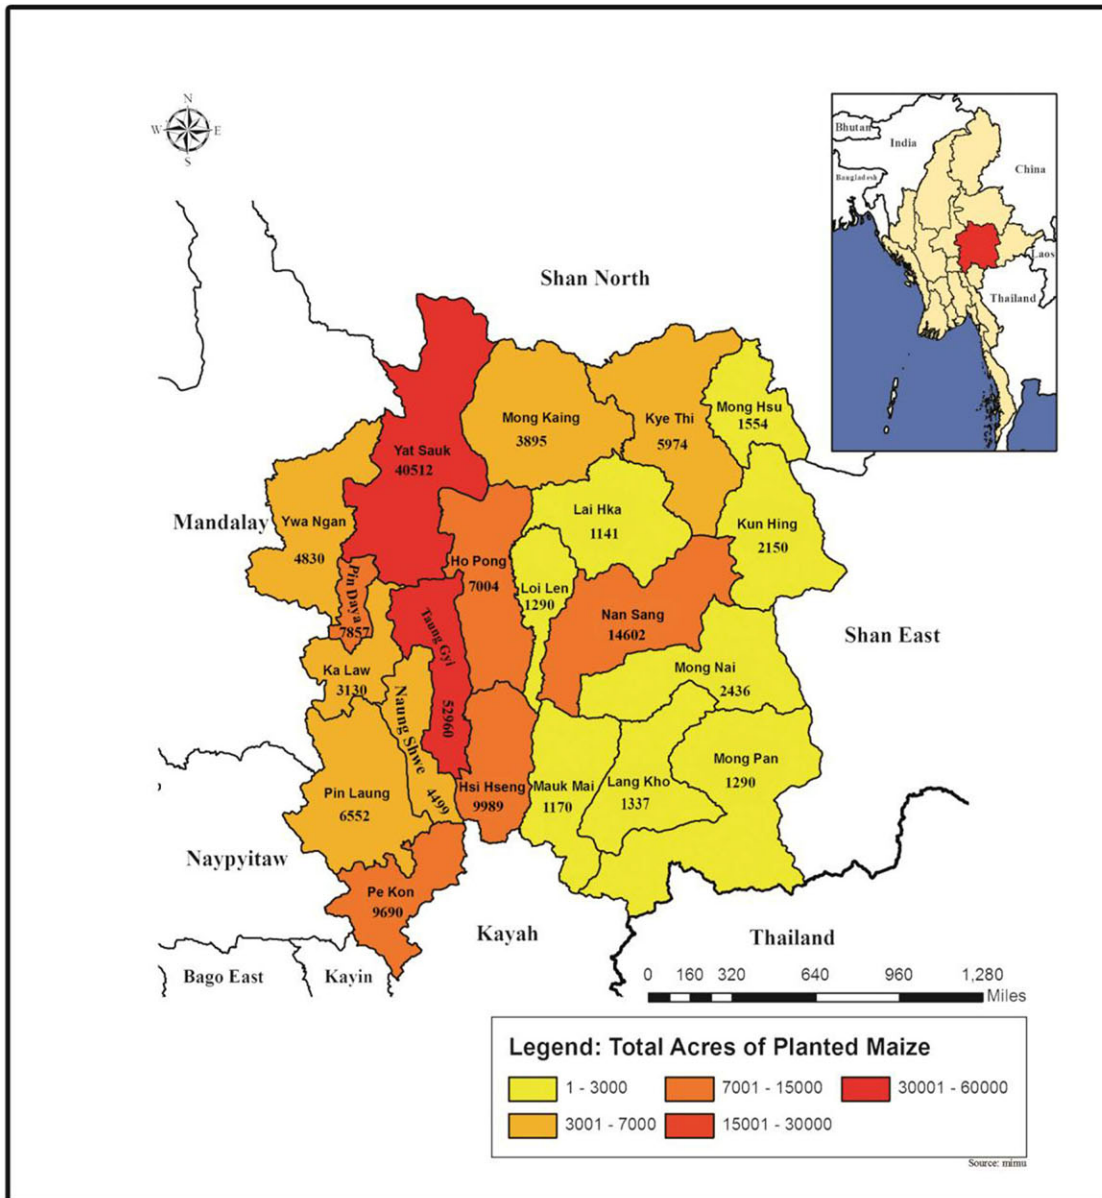 N
W E
S
Bhutan
India
China
Bangladesh
Laos
Thailand
Shan North
Mong Hsu
1554
Mong Kaing
3895
Kye Thi
5974
Yat Sauk
40512
Lai Hka
1141
Mandalay
Ywa Ngan
4830
Kun Hing
2150
Ho Pong
7004
Loi Len
1290
Pin Daya
7857
Nan Sang
14602
Taung Gyi
52960
Shan East
Ka Law
3130
Mong Nai
2436
Naung Shwe
4499
Mong Pan
1290
Pin Laung
6552
Hsi Hseng
9989
Mauk Mai
1170
Lang Kho
1337
Naypyitaw
Pe Kon
9690
Kayah
Thailand
Bago East
Kayin
0 160 320 640 960 1,280
Miles
Legend: Total Acres of Planted Maize
1 - 3000 7001 - 15000 30001 - 60000
3001 - 7000 15001 - 30000
Source: mimu